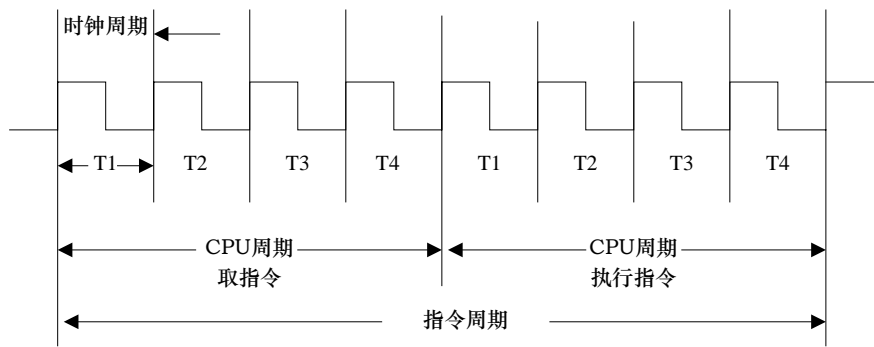 时钟周期
T1 T2 T3 T4 T1 T2 T3 T4
CPU周期 CPU周期
取指令 执行指令
指令周期